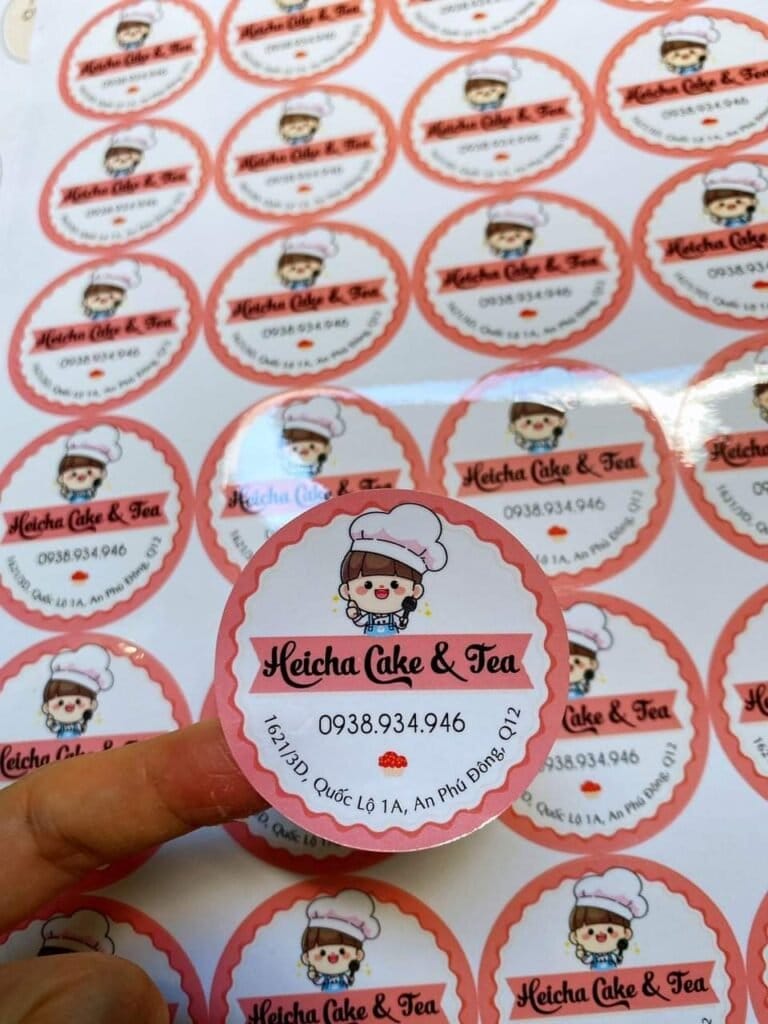 Heicha Cake & Tea
0938.934.946
1621/3D, Quốc Lộ 1A, An Phú Đông, Q12